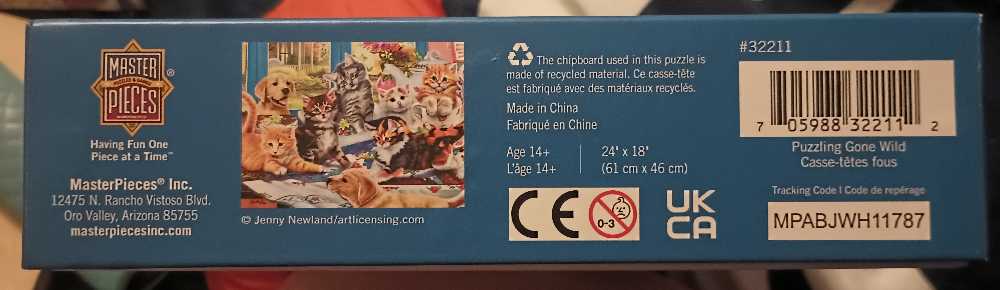 MASTER
PUZZLES & GAMES
PIECES
®
Having Fun One
Piece at a Time™
MasterPieces® Inc.
12475 N. Rancho Vistoso Blvd.
Oro Valley, Arizona 85755
masterpiecesinc.com
© Jenny Newland/artlicensing.com
The chipboard used in this puzzle is
made of recycled material. Ce casse-tête
est fabriqué avec des matériaux recyclés.
Made in China
Fabriqué en Chine
Age 14+
L'âge 14+
24" x 18"
(61 cm x 46 cm)
CE
0-3
UK
CA
#32211
7 05988 32211 2
Puzzling Gone Wild
Casse-têtes fous
Tracking Code l Code de repérage
MPABJWH11787